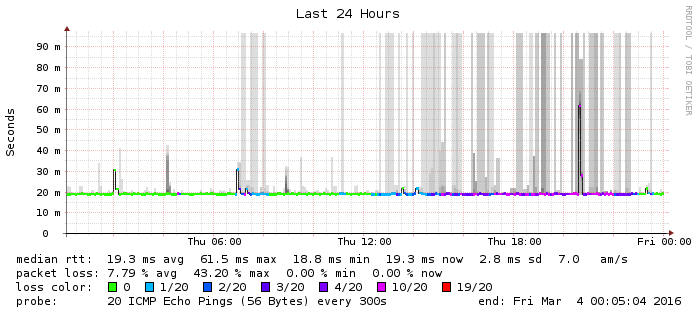 Last 24 Hours
RRDTOOL / TOBI OETIKER
Seconds
90 m
80 m
70 m
60 m
50 m
40 m
30 m
20 m
10 m
0
Thu 06:00 Thu 12:00 Thu 18:00 Fri 00:00
median rtt: 19.3 ms avg 61.5 ms max 18.8 ms min 19.3 ms now 2.8 ms sd 7.0 am/s
packet loss: 7.79 % avg 43.20 % max 0.00 % min 0.00 % now
loss color: 0 1/20 2/20 3/20 4/20 10/20 19/20
probe: 20 ICMP Echo Pings (56 Bytes) every 300s end: Fri Mar 4 00:05:04 2016